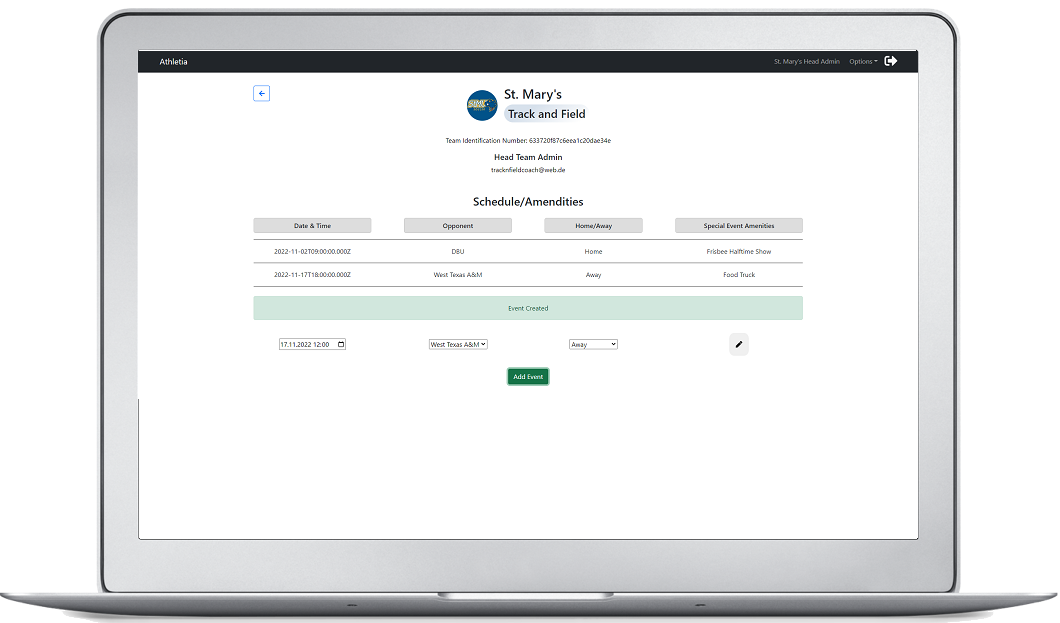 Athletia
St. Mary's Head Admin Options
St. Mary's
Track and Field
Team Identification Number: 633720f87c6eea1c20dae34e
Head Team Admin
tracknfieldcoach@web.de
Schedule/Amendities
Date & Time Opponent Home/Away Special Event Amenities
2022-11-02T09:00:00.000Z DBU Home Frisbee Halftime Show
2022-11-17T18:00:00.000Z West Texas A&M Away Food Truck
Event Created
17.11.2022 12:00 West Texas A&M Away
Add Event